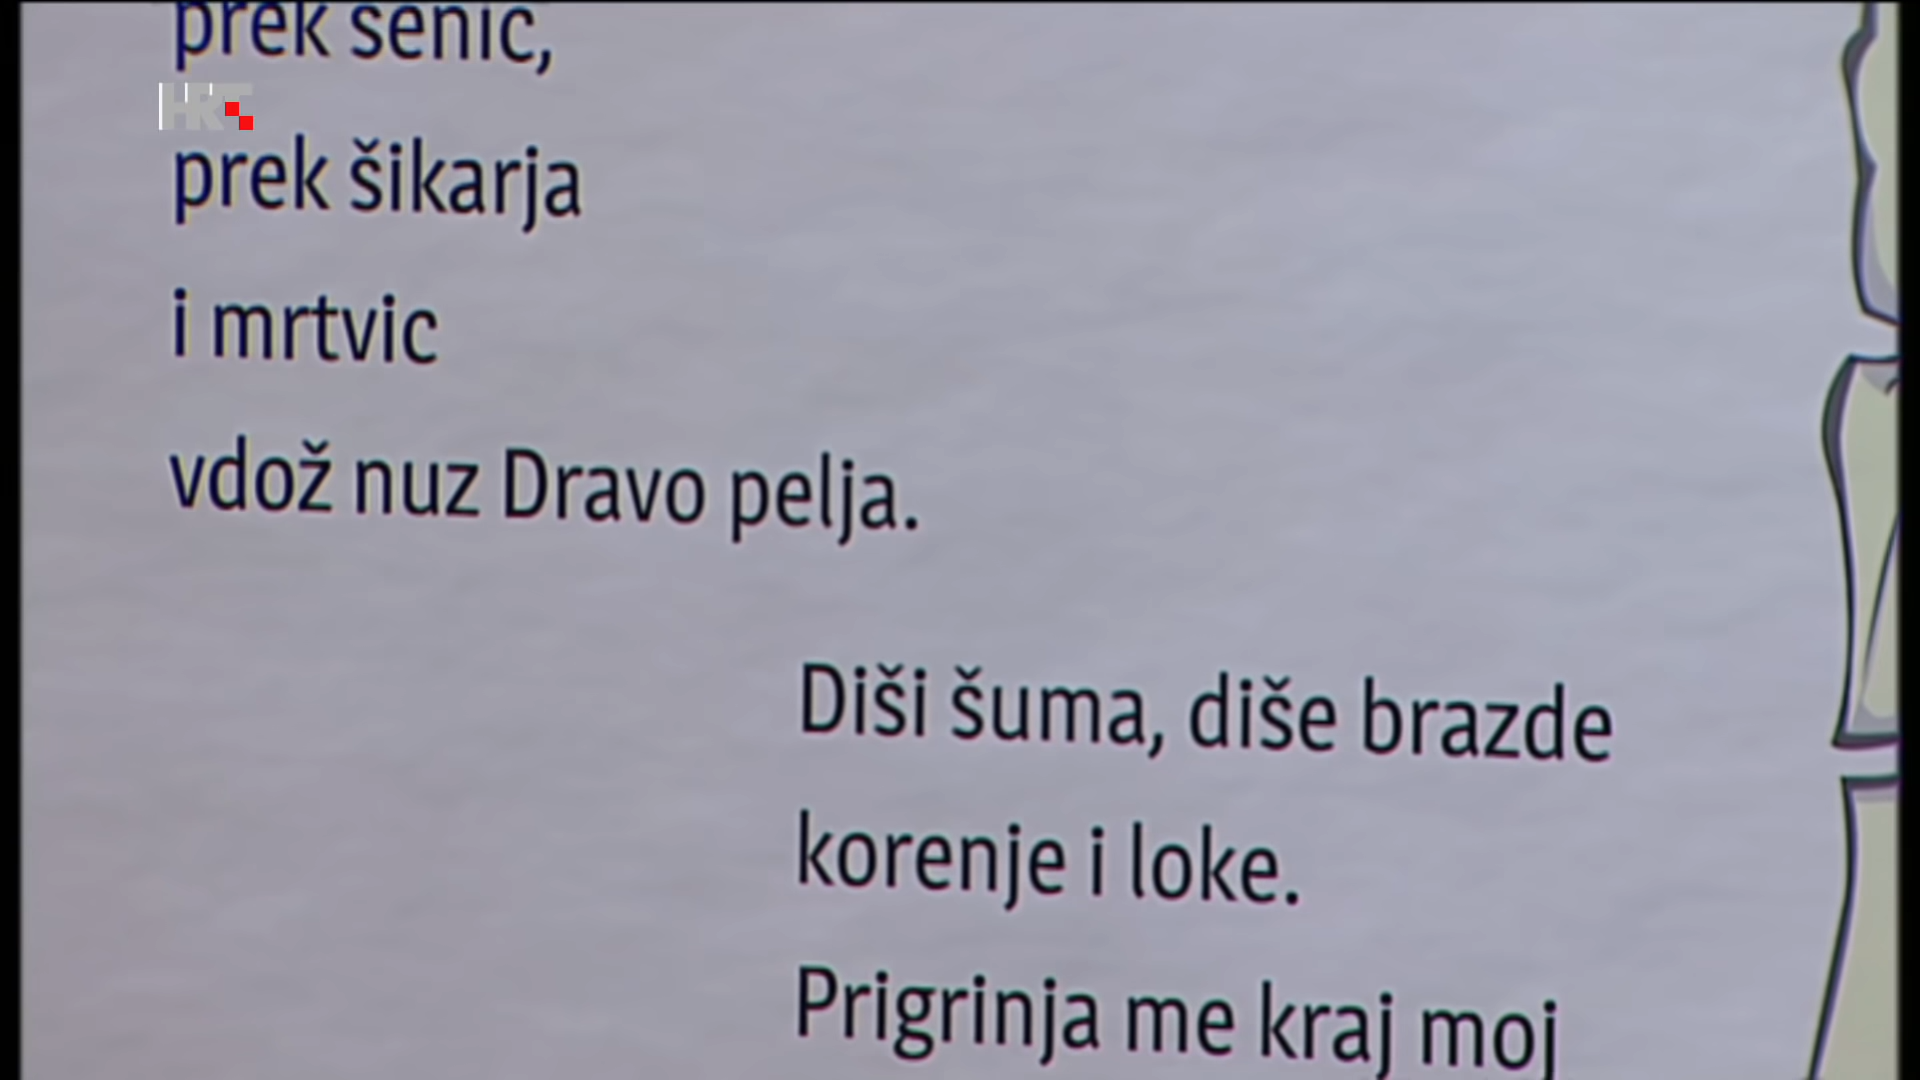 prek senic,
HRT
prek šikarja
i mrtvic
vdož nuz Dravo pelja.
Diši šuma, diše brazde
korenje i loke.
Prigrinja me kraj moj